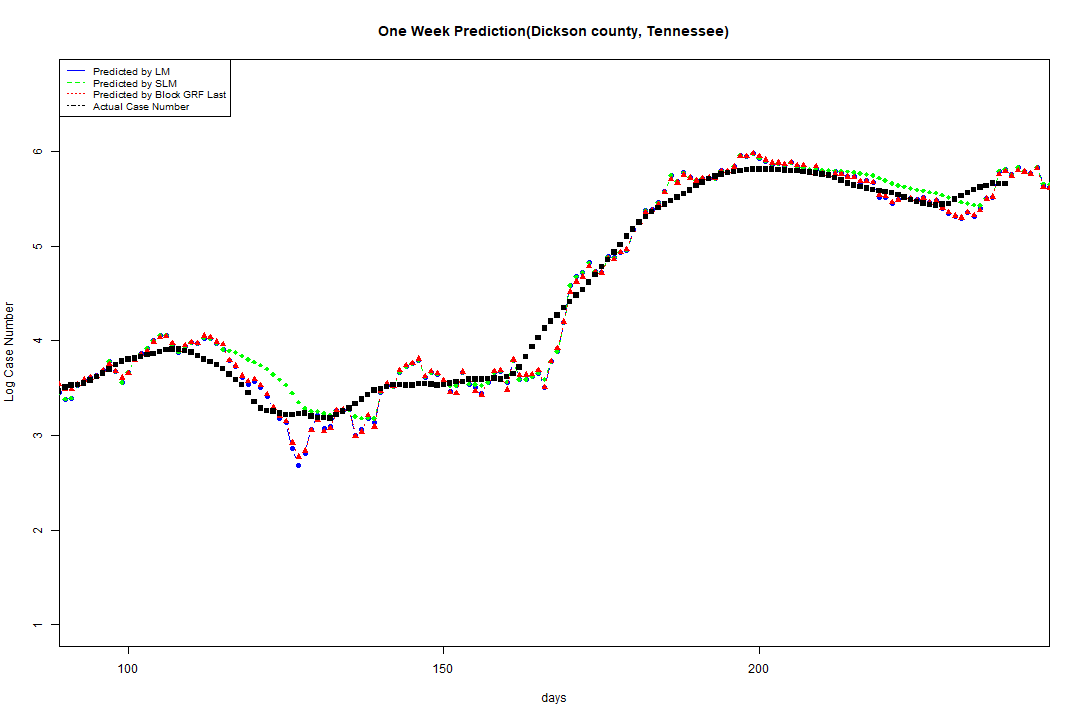 One Week Prediction(Dickson county, Tennessee)
Predicted by LM
Predicted by SLM
Predicted by Block GRF Last
Actual Case Number
6
5
4
3
2
1
Log Case Number
100
150
200
days